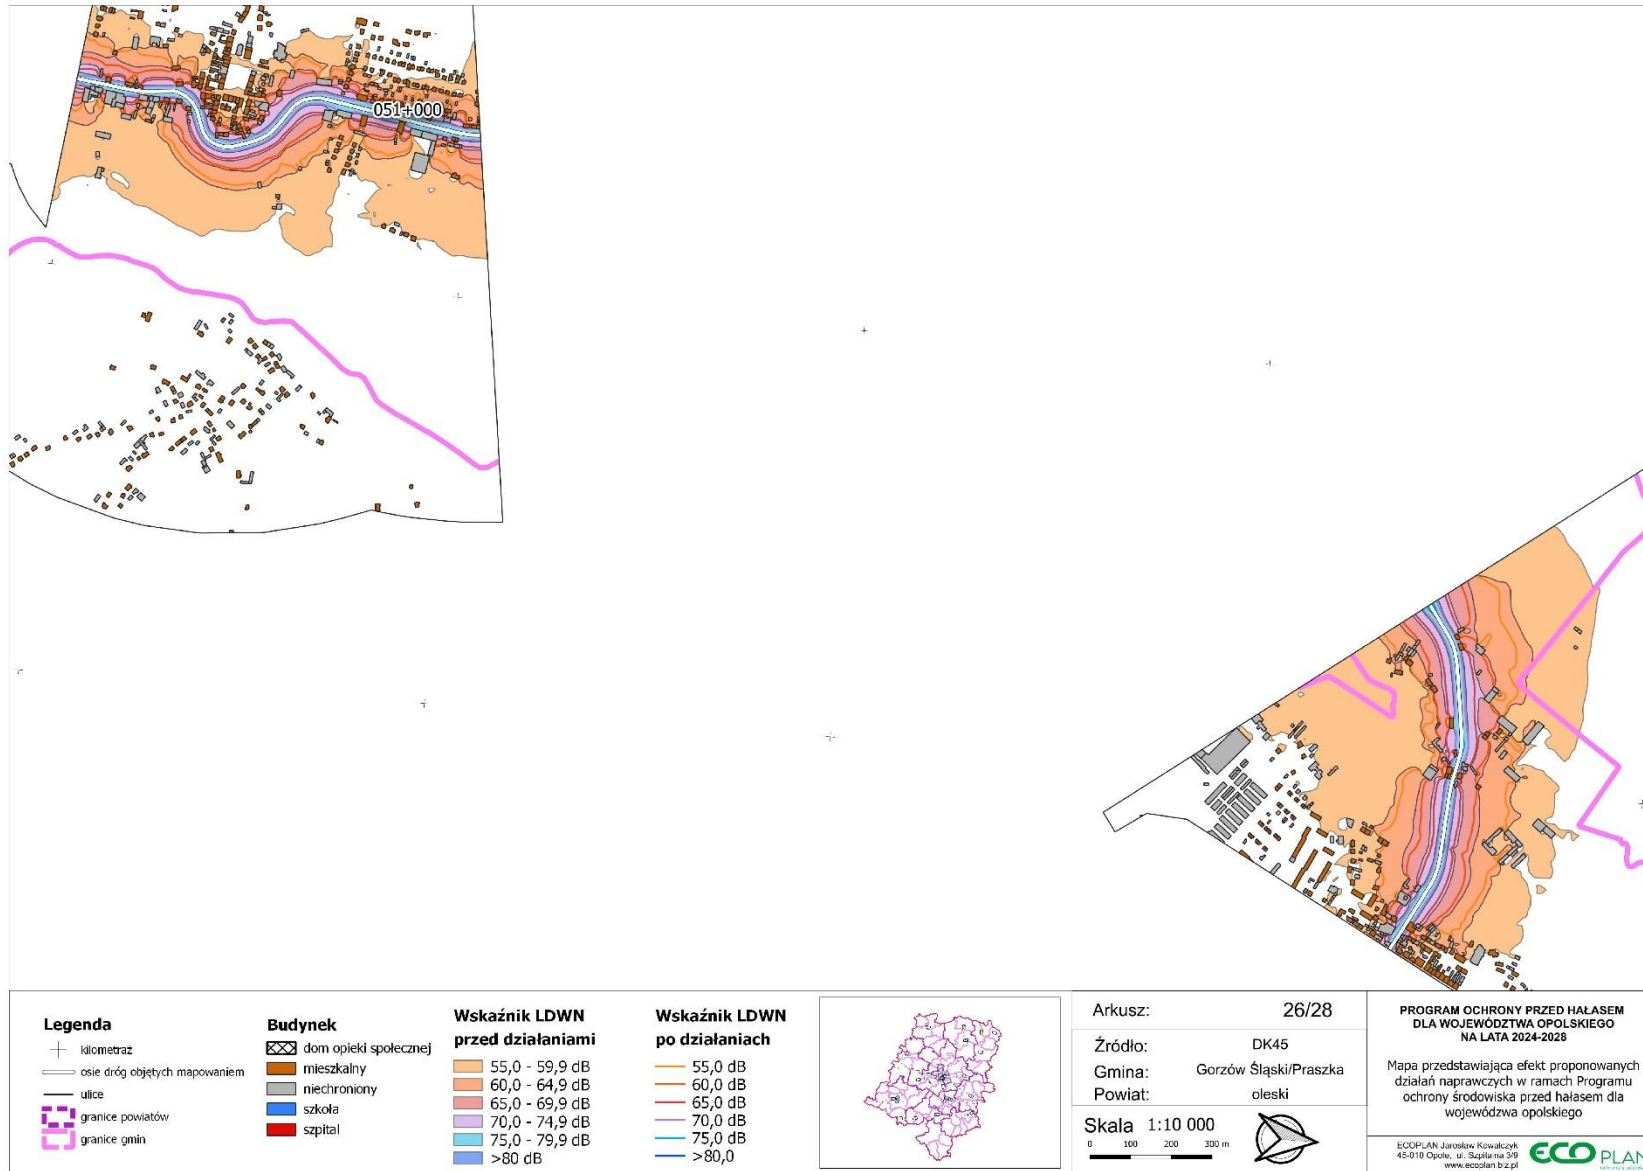 051+000
Legenda
kilometraż
osie dróg objętych mapowaniem
ulice
granice powiatów
granice gmin
Budynek
dom opieki społecznej
mieszkalny
niechroniony
szkoła
szpital
Wskaźnik LDWN
przed działaniami
55,0 - 59,9 dB
60,0 - 64,9 dB
65,0 - 69,9 dB
70,0 - 74,9 dB
75,0 - 79,9 dB
>80 dB
Wskaźnik LDWN
po działaniach
55,0 dB
60,0 dB
65,0 dB
70,0 dB
75,0 dB
>80,0
Arkusz: 26/28
Źródło: DK45
Gmina: Gorzów Śląski/Praszka
Powiat: oleski
Skala 1:10 000
0 100 200 300 m
PROGRAM OCHRONY PRZED HAŁASEM
DLA WOJEWÓDZTWA OPOLSKIEGO
NA LATA 2024-2028
Mapa przedstawiająca efekt proponowanych
działań naprawczych w ramach Programu
ochrony środowiska przed hałasem dla
wojewódzwa opolskiego
ECOPLAN Jarosław Kowalczyk
45-010 Opole, ul. Szpitalna 3/9
www.ecoplan.biz.pl
ECO PLAN